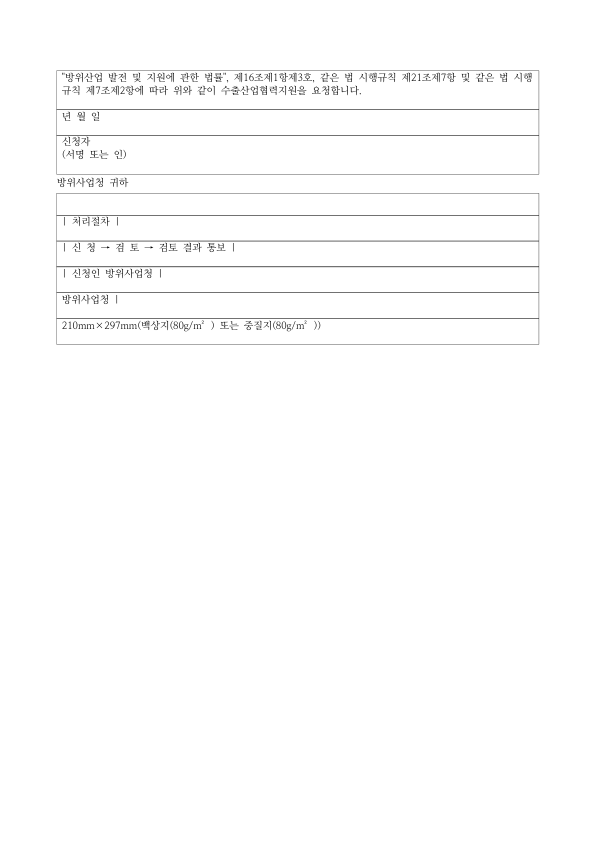 "방위산업 발전 및 지원에 관한 법률", 제16조제1항제3호, 같은 법 시행규칙 제21조제7항 및 같은 법 시행
규칙 제7조제2항에 따라 위와 같이 수출산업협력지원을 요청합니다.
년 월 일
신청자
(서명 또는 인)
방위사업청 귀하
| 처리절차 |
| 신 청 → 검 토 → 검토 결과 통보 |
| 신청인 방위사업청 |
방위사업청 |
210mm×297mm(백상지(80g/m² ) 또는 중질지(80g/m² ))